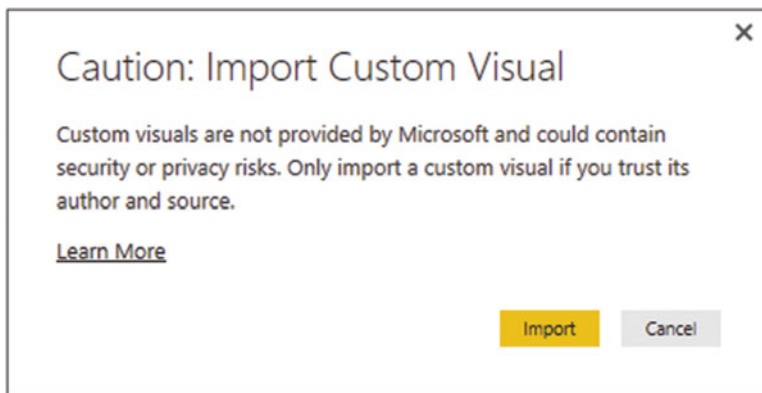 Caution: Import Custom Visual
Custom visuals are not provided by Microsoft and could contain
security or privacy risks. Only import a custom visual if you trust its
author and source.
Learn More
Import Cancel